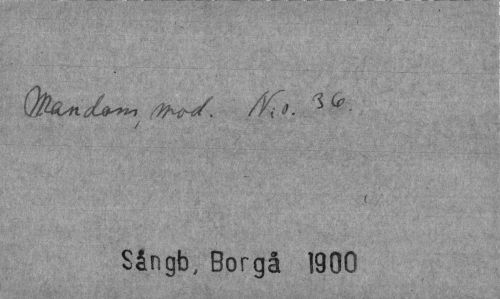 Mandom, mod. N:o. 36.
Sångb, Borgå 1900